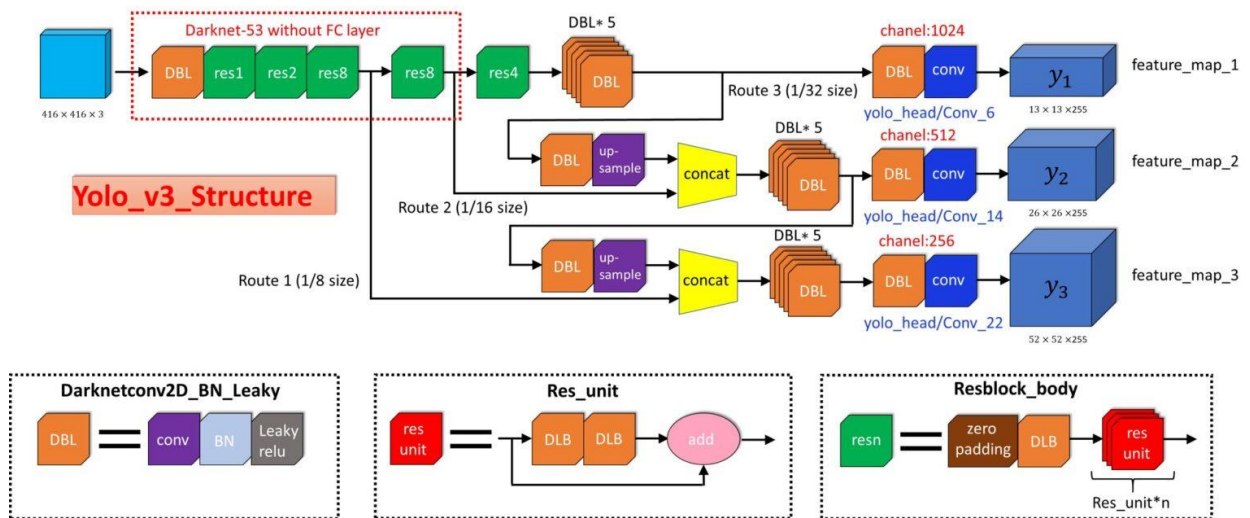 Darknet-53 without FC layer
DBL
res1
res2
res8
res8
res4
DBL* 5
DBL
chanel:1024
DBL
conv
y₁
feature_map_1
416 × 416 ×3
Route 3 (1/32 size)
yolo_head/Conv_6
13 × 13 ×255
DBL
up-
sample
concat
DBL* 5
DBL
chanel:512
DBL
conv
y₂
feature_map_2
Yolo_v3_Structure
Route 2 (1/16 size)
yolo_head/Conv_14
26 × 26 ×255
DBL
up-
sample
concat
DBL* 5
DBL
chanel:256
DBL
conv
y₃
feature_map_3
Route 1 (1/8 size)
yolo_head/Conv_22
52 × 52 ×255
Darknetconv2D_BN_Leaky
DBL
conv
BN
Leaky
relu
Res_unit
res
unit
DLB
DLB
add
Resblock_body
resn
zero
padding
DLB
res
unit
Res_unit*n